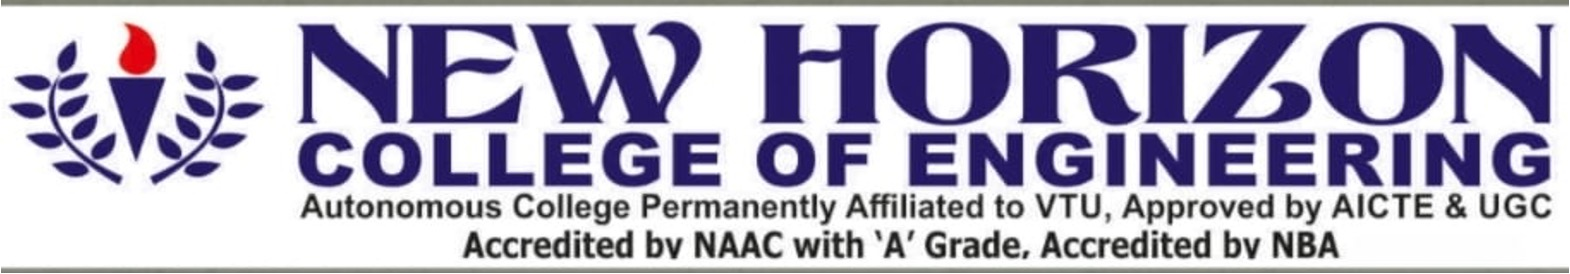 NEW HORIZON
COLLEGE OF ENGINEERING
Autonomous College Permanently Affiliated to VTU, Approved by AICTE & UGC
Accredited by NAAC with ‘A’ Grade, Accredited by NBA